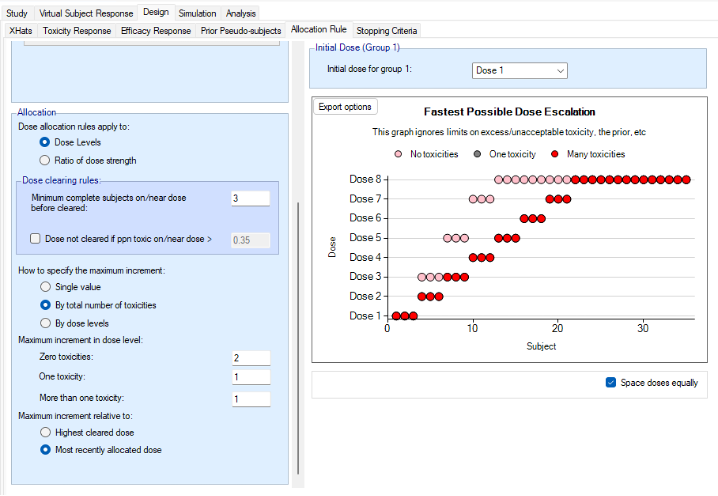 Study Virtual Subject Response Design Simulation Analysis
XHats Toxicity Response Efficacy Response Prior Pseudo-subjects Allocation Rule Stopping Criteria
Allocation
Dose allocation rules apply to:
Dose Levels
Ratio of dose strength
Dose clearing rules:
Minimum complete subjects on/near dose
before cleared:
3
Dose not cleared if ppn toxic on/near dose > 0.35
How to specify the maximum increment:
Single value
By total number of toxicities
By dose levels
Maximum increment in dose level:
Zero toxicities: 2
One toxicity: 1
More than one toxicity: 1
Maximum increment relative to:
Highest cleared dose
Most recently allocated dose
Initial Dose (Group 1)
Initial dose for group 1: Dose 1
Export options
Fastest Possible Dose Escalation
This graph ignores limits on excess/unacceptable toxicity, the prior, etc
No toxicities One toxicity Many toxicities
Dose 8
Dose 7
Dose 6
Dose 5
Dose 4
Dose 3
Dose 2
Dose 1
Dose
0 10 20 30
Subject
Space doses equally